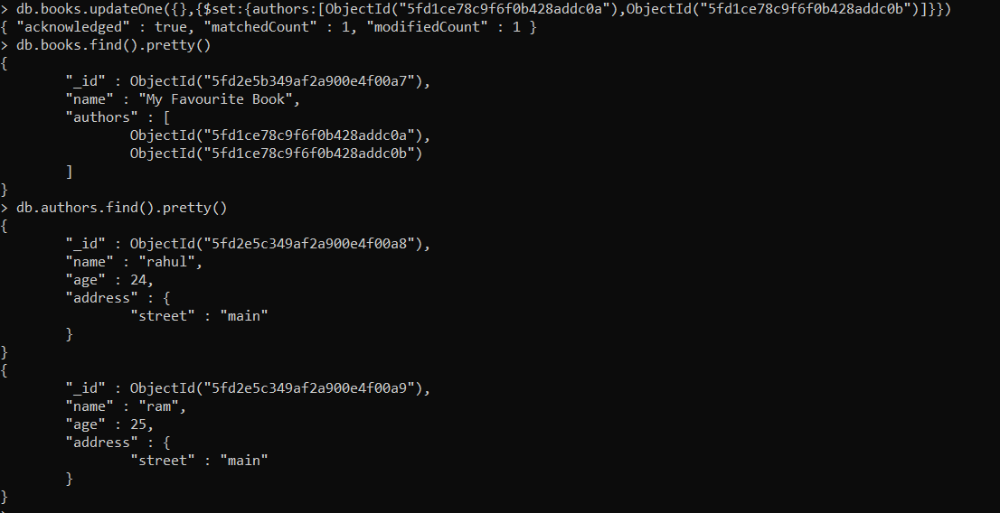 > db.books.updateOne({},{$set:{authors:[ObjectId("5fd1ce78c9f6f0b428addc0a"),ObjectId("5fd1ce78c9f6f0b428addc0b")]}})
{ "acknowledged" : true, "matchedCount" : 1, "modifiedCount" : 1 }
> db.books.find().pretty()
{
        "_id" : ObjectId("5fd2e5b349af2a900e4f00a7"),
        "name" : "My Favourite Book",
        "authors" : [
                ObjectId("5fd1ce78c9f6f0b428addc0a"),
                ObjectId("5fd1ce78c9f6f0b428addc0b")
        ]
}
> db.authors.find().pretty()
{
        "_id" : ObjectId("5fd2e5c349af2a900e4f00a8"),
        "name" : "rahul",
        "age" : 24,
        "address" : {
                "street" : "main"
        }
}
{
        "_id" : ObjectId("5fd2e5c349af2a900e4f00a9"),
        "name" : "ram",
        "age" : 25,
        "address" : {
                "street" : "main"
        }
}
>